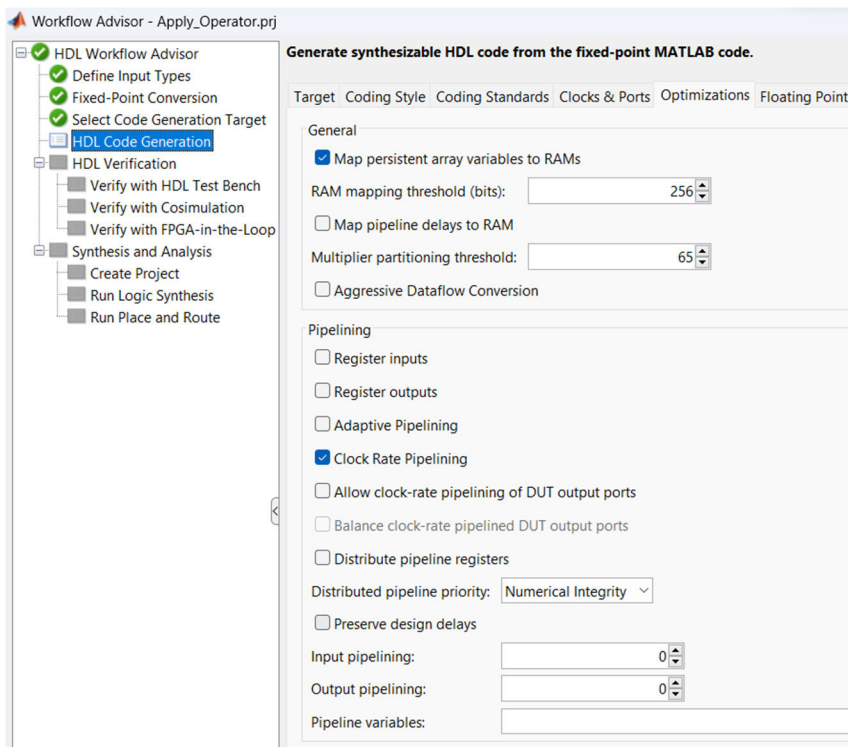 Workflow Advisor - Apply_Operator.prj
HDL Workflow Advisor
Define Input Types
Fixed-Point Conversion
Select Code Generation Target
HDL Code Generation
HDL Verification
Verify with HDL Test Bench
Verify with Cosimulation
Verify with FPGA-in-the-Loop
Synthesis and Analysis
Create Project
Run Logic Synthesis
Run Place and Route
Generate synthesizable HDL code from the fixed-point MATLAB code.
Target Coding Style Coding Standards Clocks & Ports Optimizations Floating Point
General
Map persistent array variables to RAMs
RAM mapping threshold (bits): 256
Map pipeline delays to RAM
Multiplier partitioning threshold: 65
Aggressive Dataflow Conversion
Pipelining
Register inputs
Register outputs
Adaptive Pipelining
Clock Rate Pipelining
Allow clock-rate pipelining of DUT output ports
Balance clock-rate pipelined DUT output ports
Distribute pipeline registers
Distributed pipeline priority: Numerical Integrity
Preserve design delays
Input pipelining: 0
Output pipelining: 0
Pipeline variables: